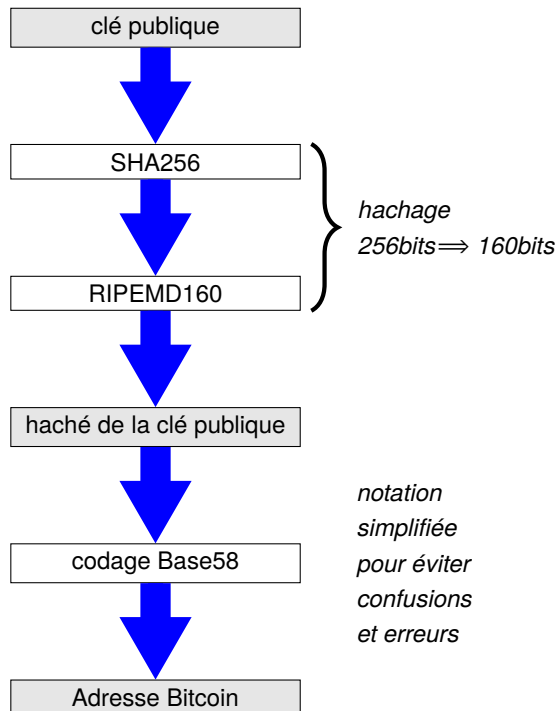 clé publique
SHA256
hachage
256bits⟹ 160bits
RIPEMD160
haché de la clé publique
notation
simplifiée
codage Base58
pour éviter
confusions
et erreurs
Adresse Bitcoin